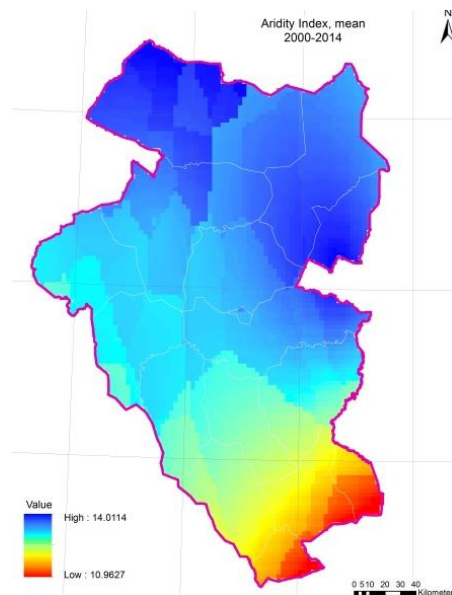 Aridity Index, mean
2000-2014
N
Value
High : 14.0114
Low : 10.9627
0 5 10 20 30 40
Kilometer